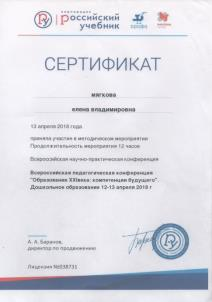 корпорация
российский
учебник
СЕРТИФИКАТ
мягкова
елена владимировна
13 апреля 2018 года
приняла участие в методическом мероприятии
Продолжительность мероприятия 12 часов
Всероссийская научно-практическая конференция
Всероссийская педагогическая конференция
"Образование XXIвека: компетенции будущего".
Дошкольное образование 12-13 апреля 2018 г
А. А. Баранов,
директор по продвижению
Лицензия №038731